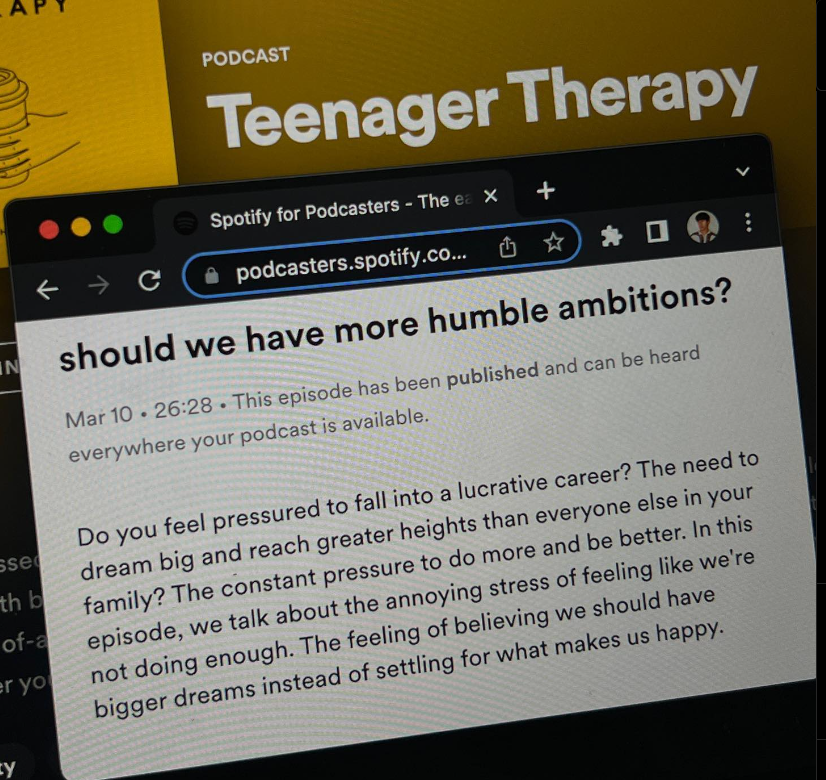 APY
PODCAST
Teenager Therapy
Spotify for Podcasters - The ea
podcasters.spotify.co...
should we have more humble ambitions?
Mar 10 • 26:28 • This episode has been published and can be heard
everywhere your podcast is available.
Do you feel pressured to fall into a lucrative career? The need to
dream big and reach greater heights than everyone else in your
family? The constant pressure to do more and be better. In this
episode, we talk about the annoying stress of feeling like we're
not doing enough. The feeling of believing we should have
bigger dreams instead of settling for what makes us happy.
IN
ssed
th b
of-a
er yo
ty